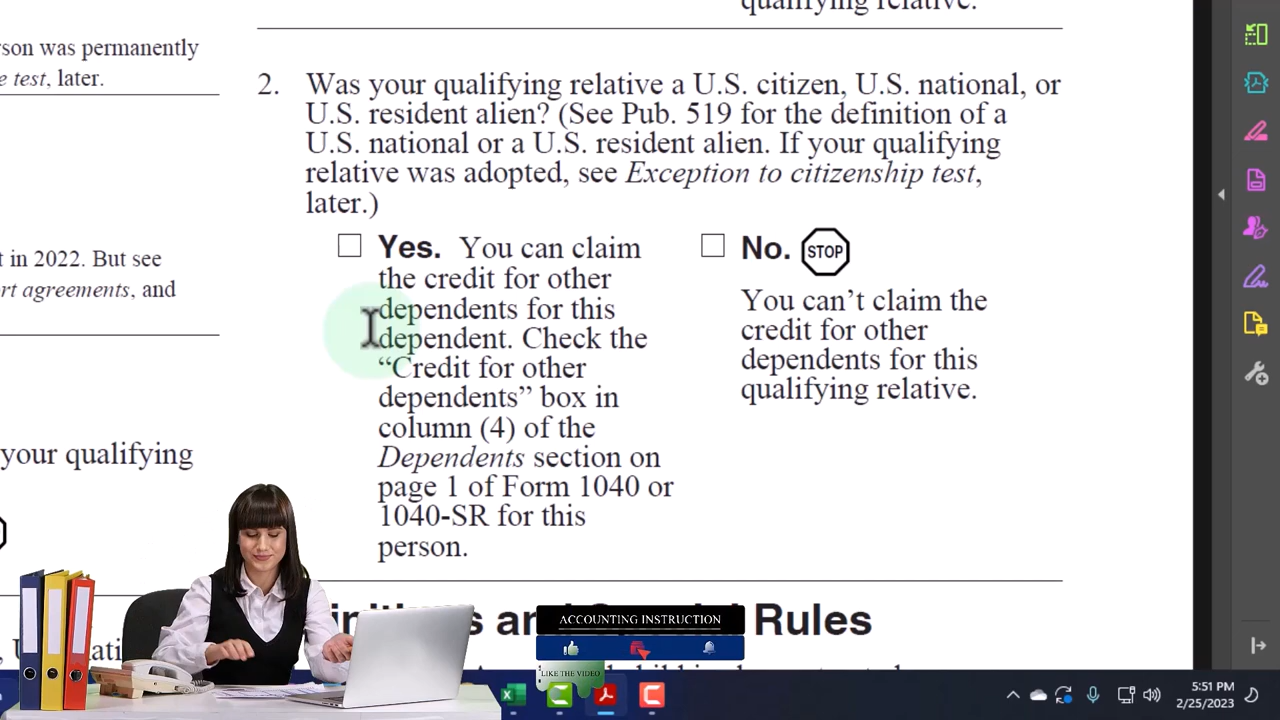 qualifying relative.
rson was permanently
e test, later.
2. Was your qualifying relative a U.S. citizen, U.S. national, or
U.S. resident alien? (See Pub. 519 for the definition of a
U.S. national or a U.S. resident alien. If your qualifying
relative was adopted, see Exception to citizenship test,
later.)
t in 2022. But see
rt agreements, and
your qualifying
Yes. You can claim
the credit for other
dependents for this
dependent. Check the
“Credit for other
dependents” box in
column (4) of the
Dependents section on
page 1 of Form 1040 or
1040-SR for this
person.
No. STOP
You can’t claim the
credit for other
dependents for this
qualifying relative.
Rules
ACCOUNTING INSTRUCTION
LIKE THE VIDEO
5:51 PM
2/25/2023